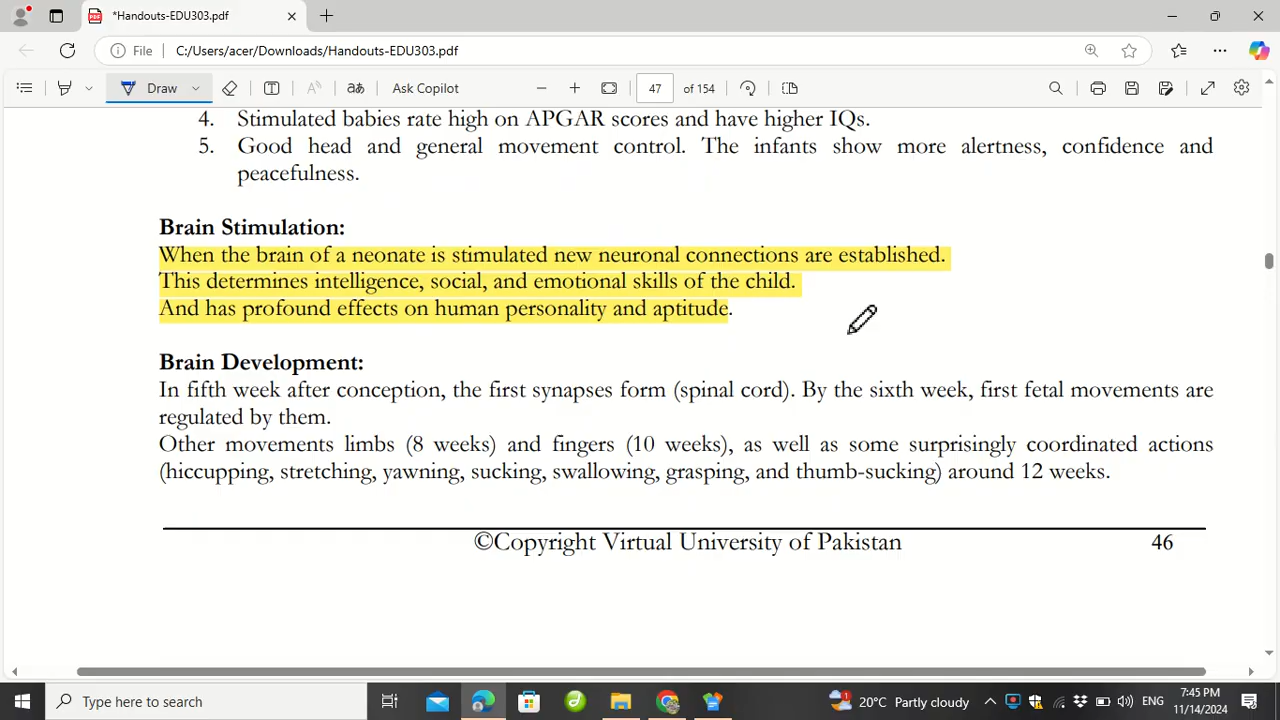 *Handouts-EDU303.pdf
File C:/Users/acer/Downloads/Handouts-EDU303.pdf
Draw Ask Copilot 47 of 154
4. Stimulated babies rate high on APGAR scores and have higher IQs.
5. Good head and general movement control. The infants show more alertness, confidence and
peacefulness.
Brain Stimulation:
When the brain of a neonate is stimulated new neuronal connections are established.
This determines intelligence, social, and emotional skills of the child.
And has profound effects on human personality and aptitude.
Brain Development:
In fifth week after conception, the first synapses form (spinal cord). By the sixth week, first fetal movements are
regulated by them.
Other movements limbs (8 weeks) and fingers (10 weeks), as well as some surprisingly coordinated actions
(hiccupping, stretching, yawning, sucking, swallowing, grasping, and thumb-sucking) around 12 weeks.
©Copyright Virtual University of Pakistan 46
Type here to search 20°C Partly cloudy ENG 7:45 PM
11/14/2024